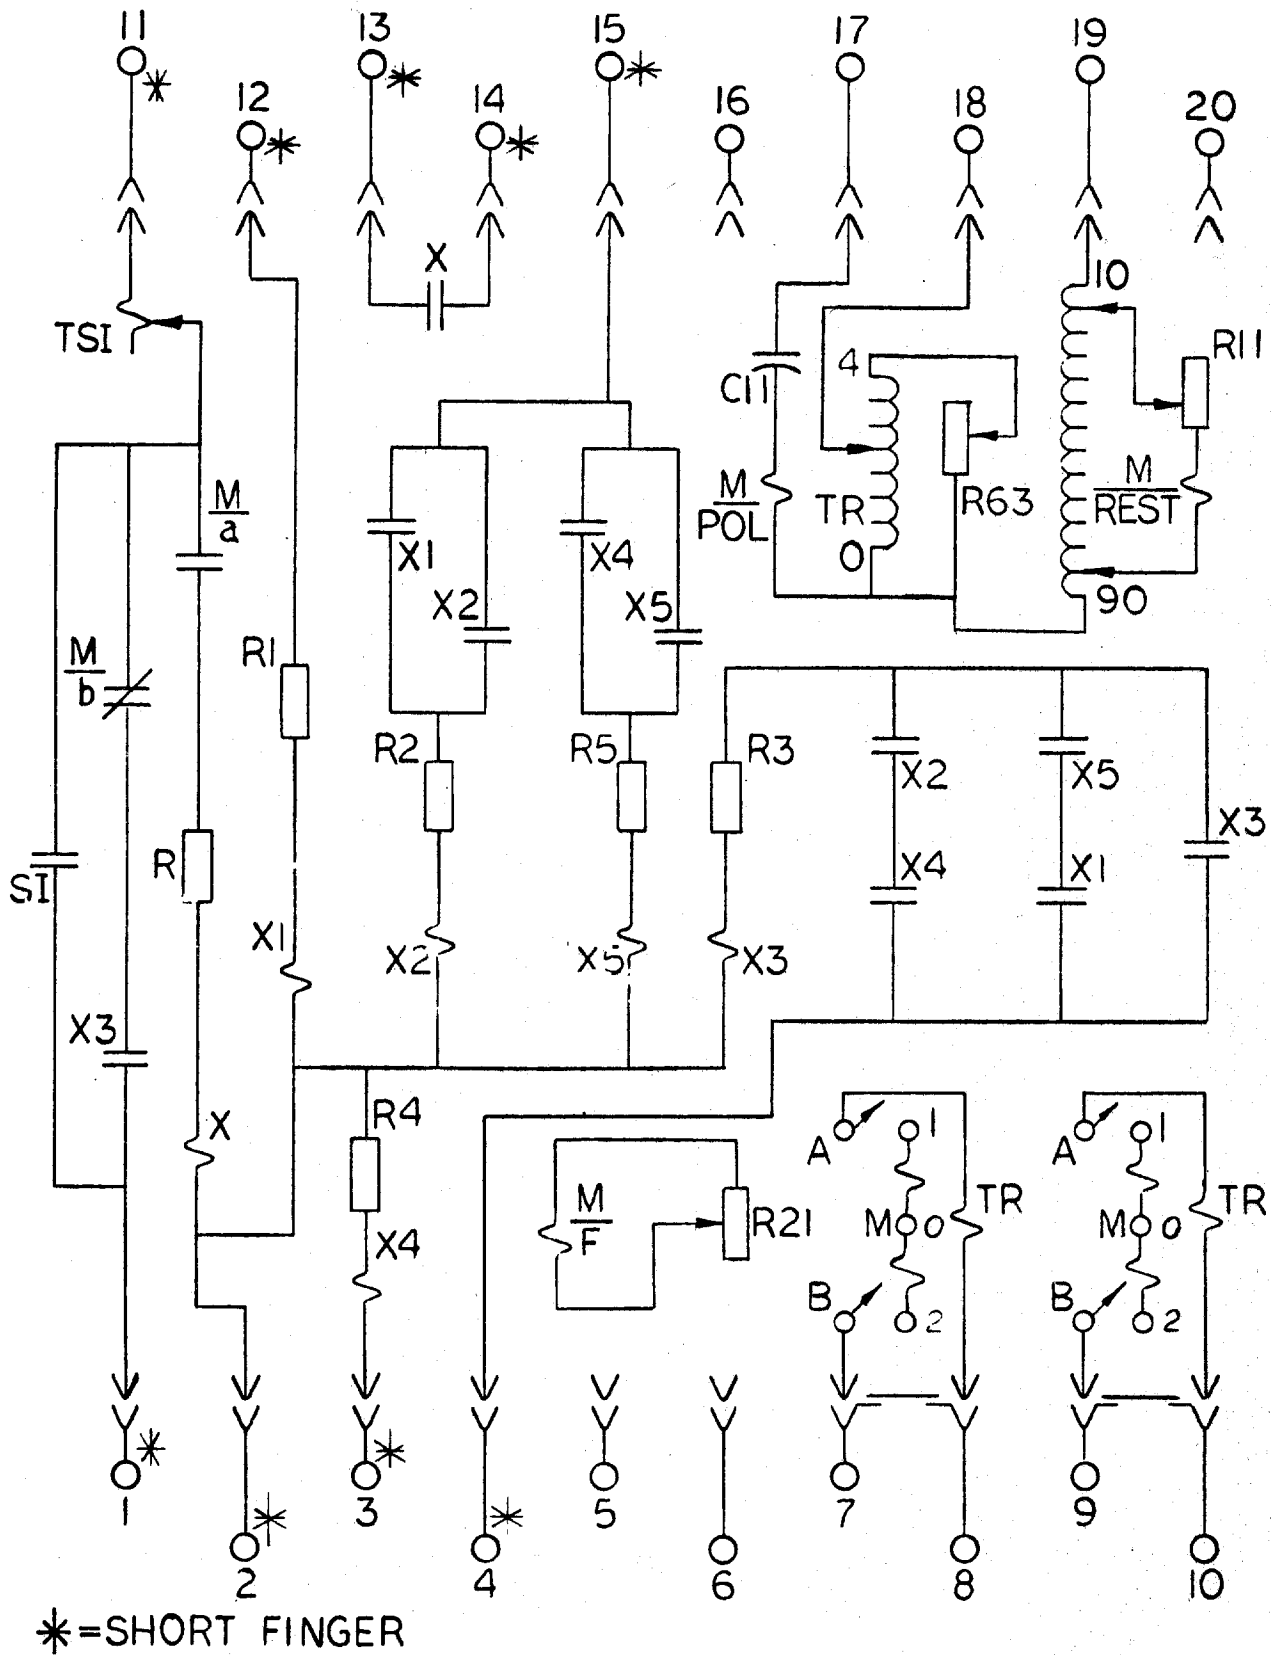 11
13
15
17
19
12
14
16
18
20
X
10
TSI
R11
4
C11
M/a
M/POL
TR
R63
M/REST
X1
X4
0
X2
X5
90
R1
M/b
R2
R5
R3
X2
X5
X3
R
X4
X1
SI
X1
X2
X5
X3
X3
X
R4
A
1
A
1
M/F
R21
TR
TR
M
0
M
0
X4
B
2
B
2
1
3
5
7
9
2
4
6
8
10
*=SHORT FINGER